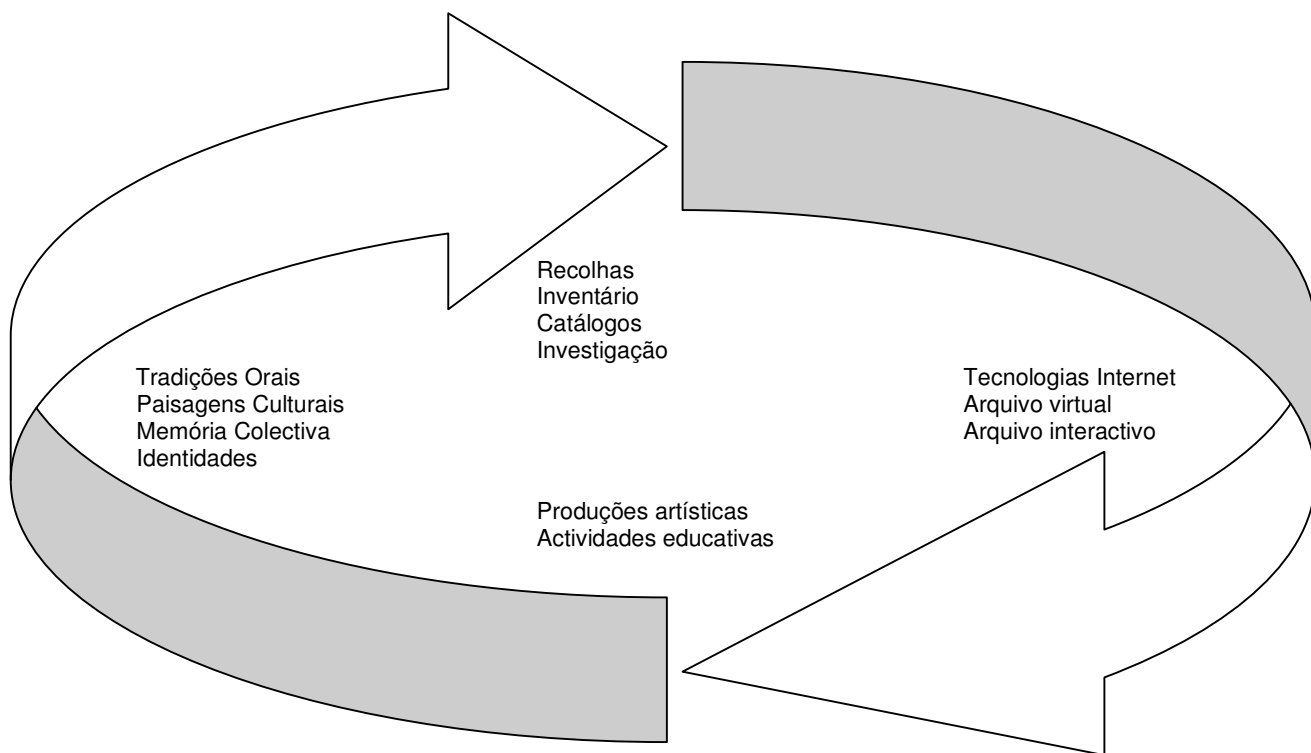 Recolhas
Inventário
Catálogos
Investigação
Tradições Orais
Paisagens Culturais
Memória Colectiva
Identidades
Tecnologias Internet
Arquivo virtual
Arquivo interactivo
Produções artísticas
Actividades educativas